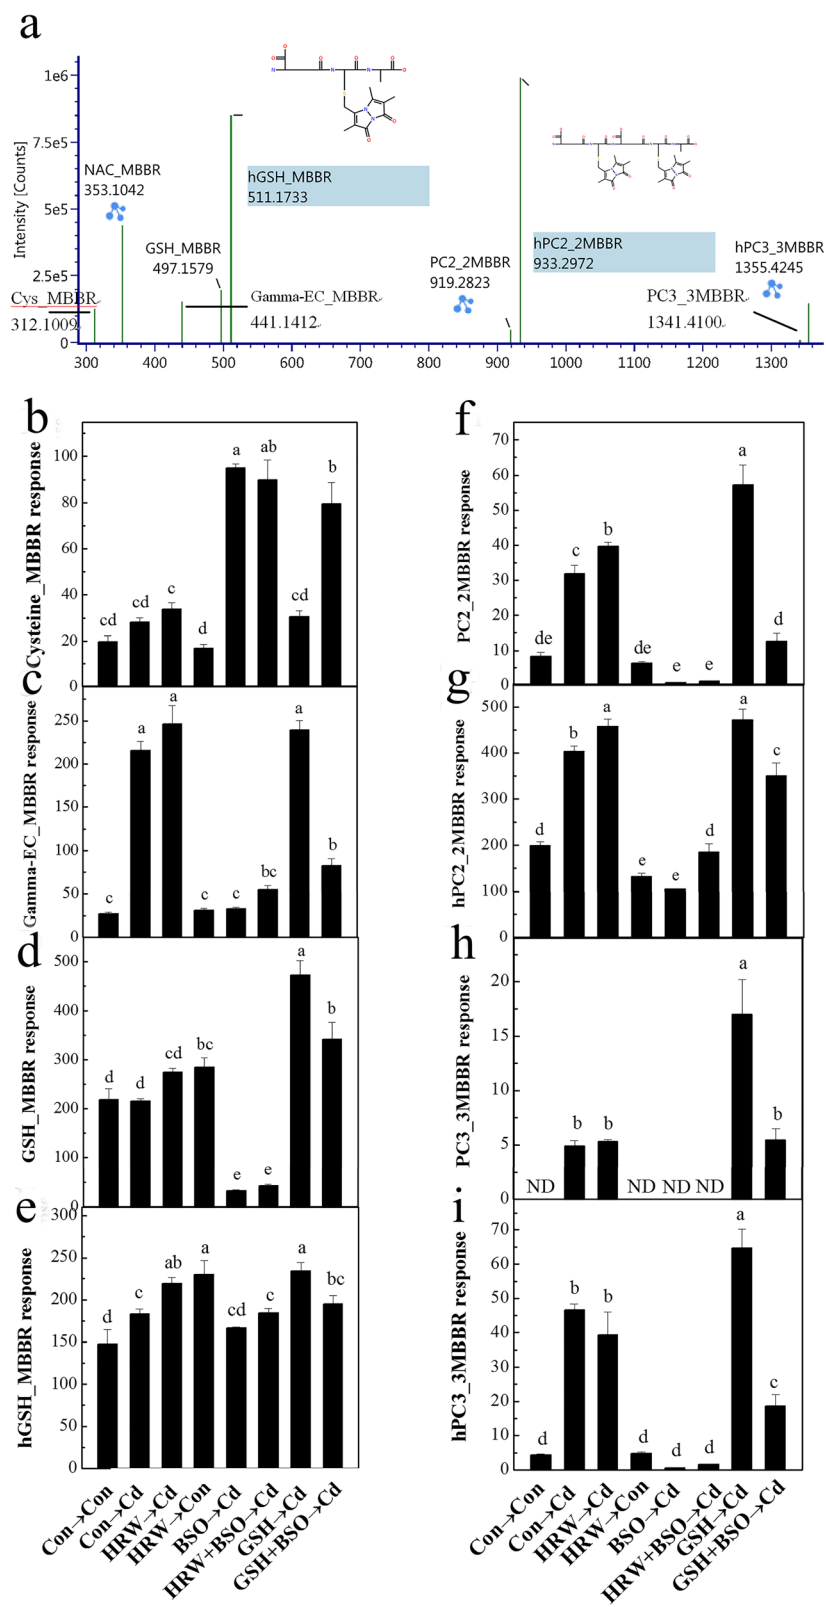 a
1e6
7.5e5
5e5
2.5e5
0
Intensity [Counts]
NAC_MBBR
353.1042
hGSH_MBBR
511.1733
GSH_MBBR
497.1579
Cys_MBBR
312.1009
Gamma-EC_MBBR
441.1412
PC2_2MBBR
919.2823
hPC2_2MBBR
933.2972
hPC3_3MBBR
1355.4245
PC3_3MBBR
1341.4100
300 400 500 600 700 800 900 1000 1100 1200 1300
b
Cysteine_MBBR response
100
80
60
40
20
0
cd cd c d a ab cd b
c
Gamma-EC_MBBR response
250
200
150
100
50
0
c a a c c bc a b
d
GSH_MBBR response
500
400
300
200
100
0
d d cd bc e e a b
e
hGSH_MBBR response
300
250
200
150
100
50
0
d c ab a cd c a bc
Con→Con
Con→Cd
HRW→Cd
HRW→Con
BSO→Cd
HRW+BSO→Cd
GSH→Cd
GSH+BSO→Cd
f
PC2_2MBBR response
70
60
50
40
30
20
10
0
de c b de e e a d
g
hPC2_2MBBR response
500
400
300
200
100
0
d b a e e d a c
h
PC3_3MBBR response
20
15
10
5
0
ND b b ND ND ND a b
i
hPC3_3MBBR response
70
60
50
40
30
20
10
0
d b b d d d a c
Con→Con
Con→Cd
HRW→Cd
HRW→Con
BSO→Cd
HRW+BSO→Cd
GSH→Cd
GSH+BSO→Cd